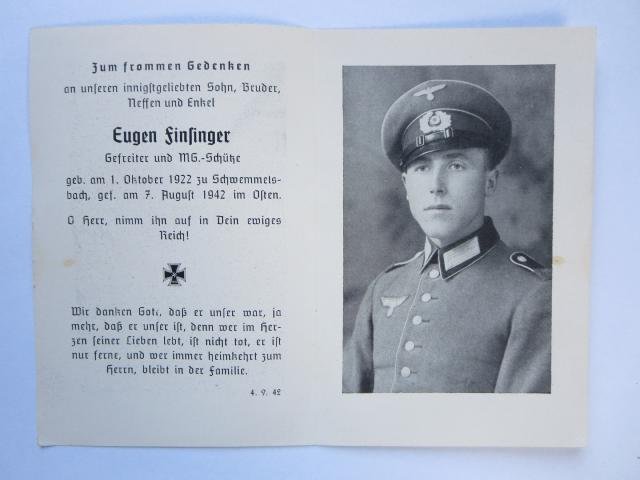 Zum frommen Gedenken
an unseren innigstgeliebten Sohn, Bruder,
Neffen und Enkel
Eugen Finsinger
Gefreiter und MG.-Schütze
geb. am 1. Oktober 1922 zu Schwemmels-
bach, gef. am 7. August 1942 im Osten.
O Herr, nimm ihn auf in Dein ewiges
Reich!
Wir danken Gott, daß er unser war, ja
mehr, daß er unser ist, denn wer im Her-
zen seiner Lieben lebt, ist nicht tot, er ist
nur ferne, und wer immer heimkehrt zum
Herrn, bleibt in der Familie.
4. 9. 42